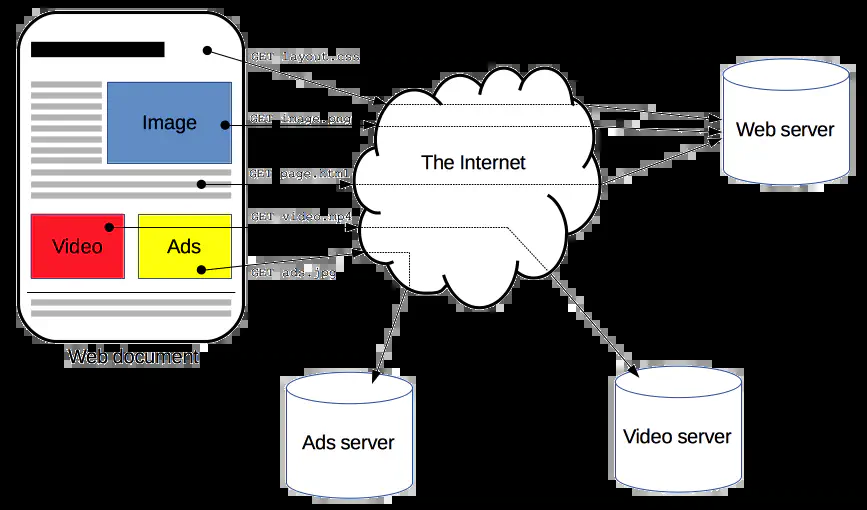 GET layout.css
Image
GET image.png
Web server
The Internet
GET page.html
GET video.mp4
Video
Ads
GET ads.jpg
Web document
Ads server
Video server